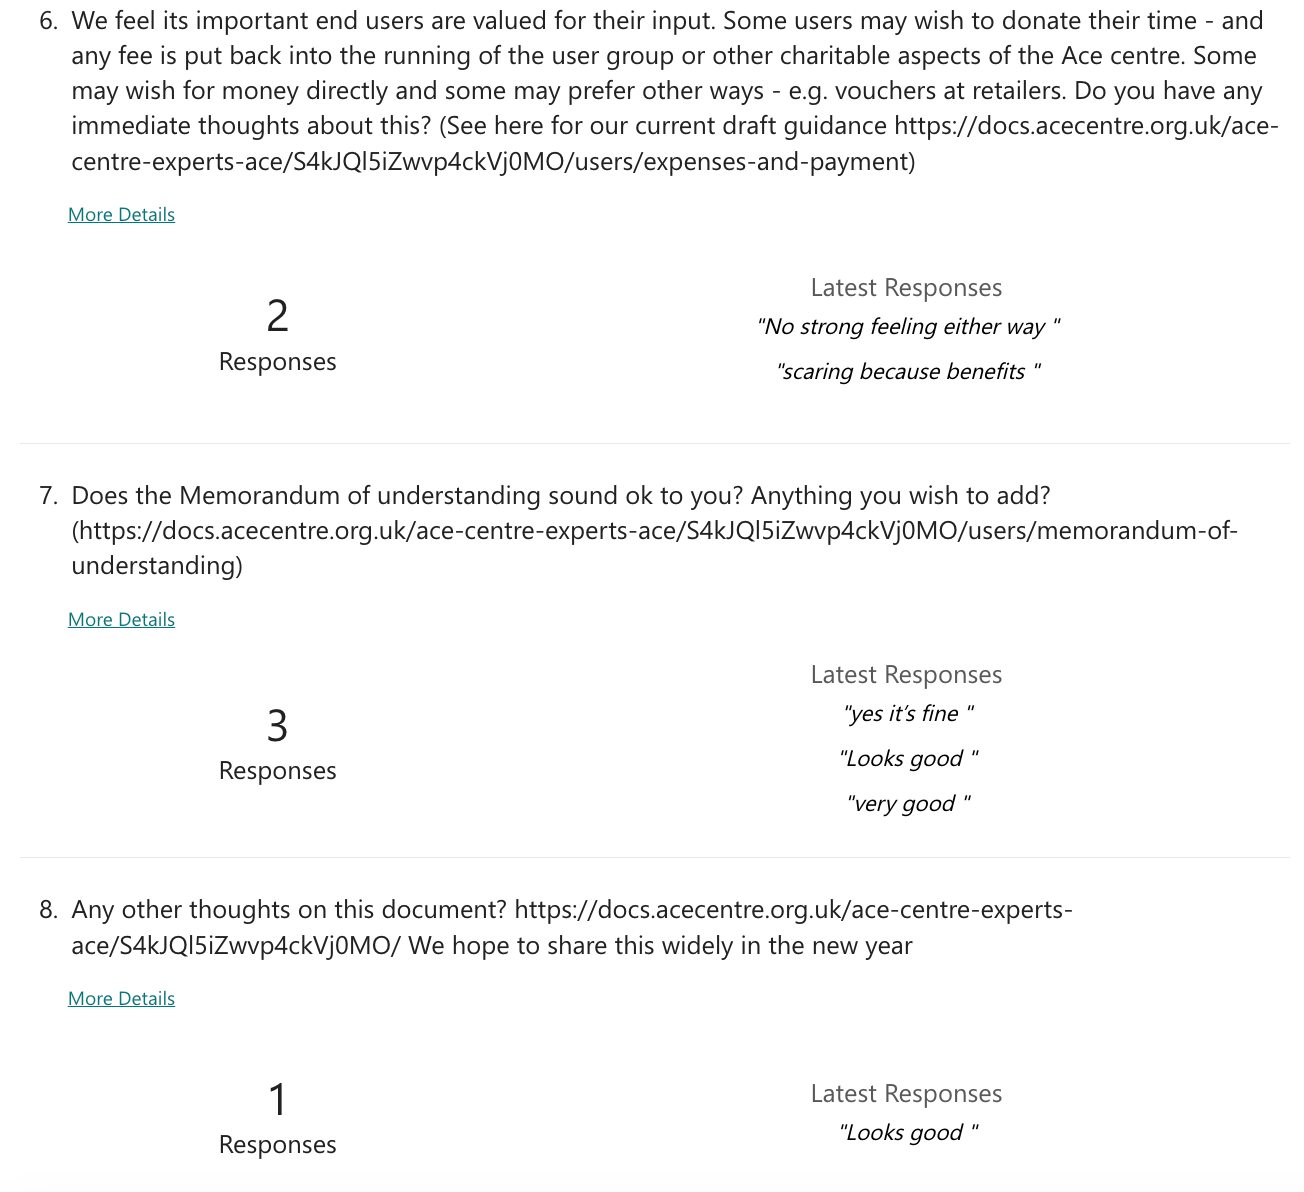 6. We feel its important end users are valued for their input. Some users may wish to donate their time - and
any fee is put back into the running of the user group or other charitable aspects of the Ace centre. Some
may wish for money directly and some may prefer other ways - e.g. vouchers at retailers. Do you have any
immediate thoughts about this? (See here for our current draft guidance https://docs.acecentre.org.uk/ace-
centre-experts-ace/S4kJQl5iZwvp4ckVj0MO/users/expenses-and-payment)
More Details
2
Responses
Latest Responses
"No strong feeling either way "
"scaring because benefits "
7. Does the Memorandum of understanding sound ok to you? Anything you wish to add?
(https://docs.acecentre.org.uk/ace-centre-experts-ace/S4kJQl5iZwvp4ckVj0MO/users/memorandum-of-
understanding)
More Details
3
Responses
Latest Responses
"yes it’s fine "
"Looks good "
"very good "
8. Any other thoughts on this document? https://docs.acecentre.org.uk/ace-centre-experts-
ace/S4kJQl5iZwvp4ckVj0MO/ We hope to share this widely in the new year
More Details
1
Responses
Latest Responses
"Looks good "